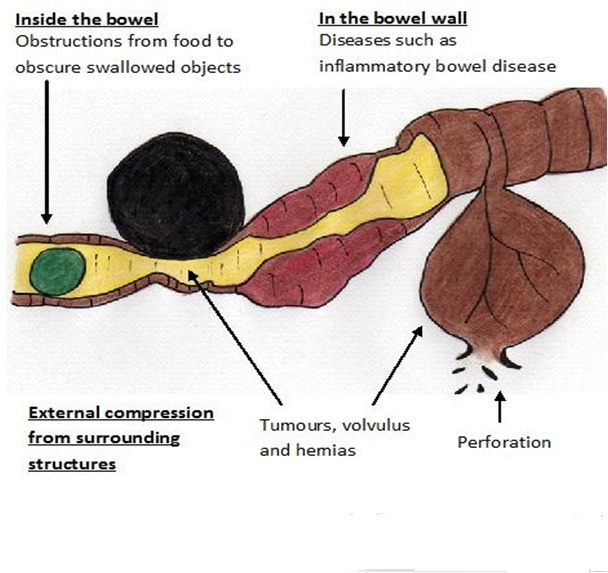 Inside the bowel
Obstructions from food to
obscure swallowed objects
In the bowel wall
Diseases such as
inflammatory bowel disease
External compression
from surrounding
structures
Tumours, volvulus
and hemias
Perforation